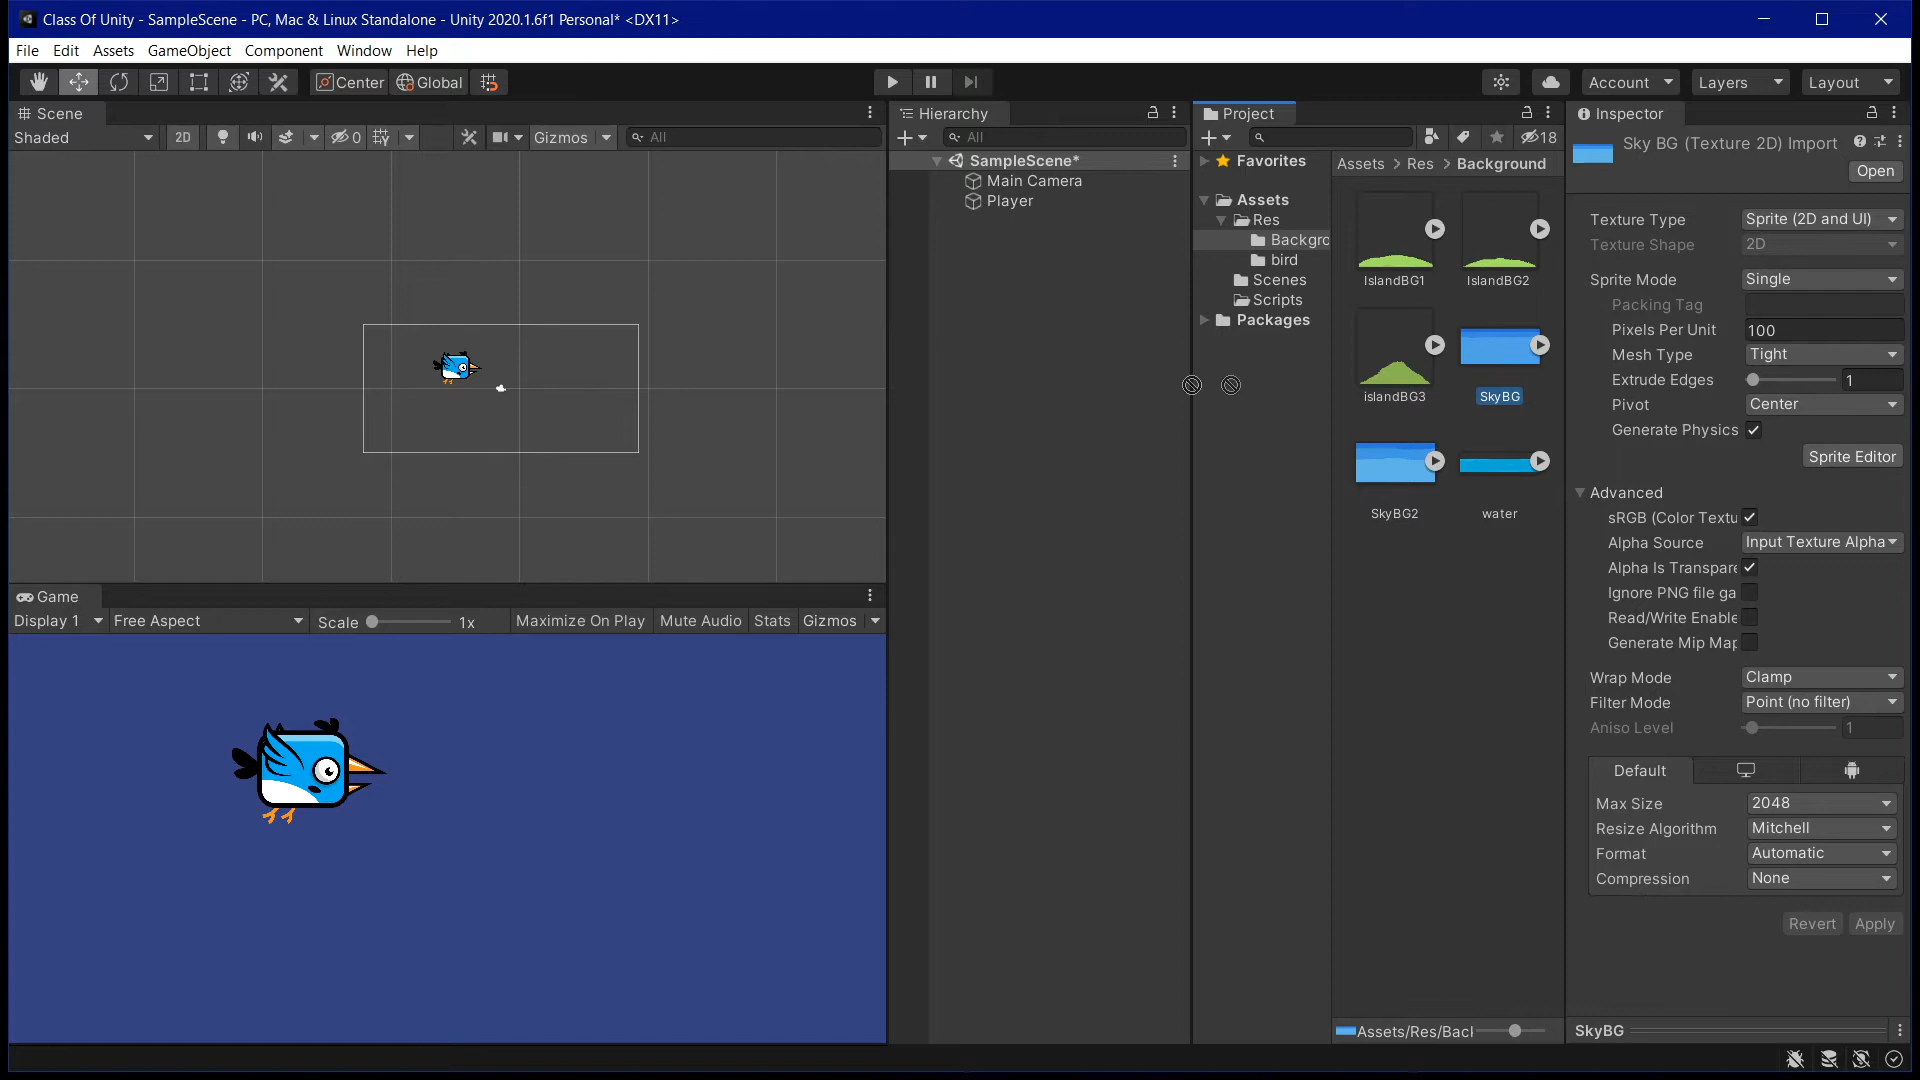 Class Of Unity - SampleScene - PC, Mac & Linux Standalone - Unity 2020.1.6f1 Personal* <DX11>
File Edit Assets GameObject Component Window Help
Center Global Account Layers Layout
Scene
Shaded 2D 0 Gizmos All
Hierarchy
All
SampleScene*
Main Camera
Player
Project
18
Favorites
Assets
Res
Backgro
bird
Scenes
Scripts
Packages
Assets > Res > Background
IslandBG1 IslandBG2
islandBG3 SkyBG
SkyBG2 water
Assets/Res/Bacl
Inspector
Sky BG (Texture 2D) Import
Open
Texture Type Sprite (2D and UI)
Texture Shape 2D
Sprite Mode Single
Packing Tag
Pixels Per Unit 100
Mesh Type Tight
Extrude Edges 1
Pivot Center
Generate Physics
Sprite Editor
Advanced
sRGB (Color Textu
Alpha Source Input Texture Alpha
Alpha Is Transpare
Ignore PNG file ga
Read/Write Enable
Generate Mip Map
Wrap Mode Clamp
Filter Mode Point (no filter)
Aniso Level 1
Default
Max Size 2048
Resize Algorithm Mitchell
Format Automatic
Compression None
Revert Apply
SkyBG
Game
Display 1 Free Aspect Scale 1x Maximize On Play Mute Audio Stats Gizmos